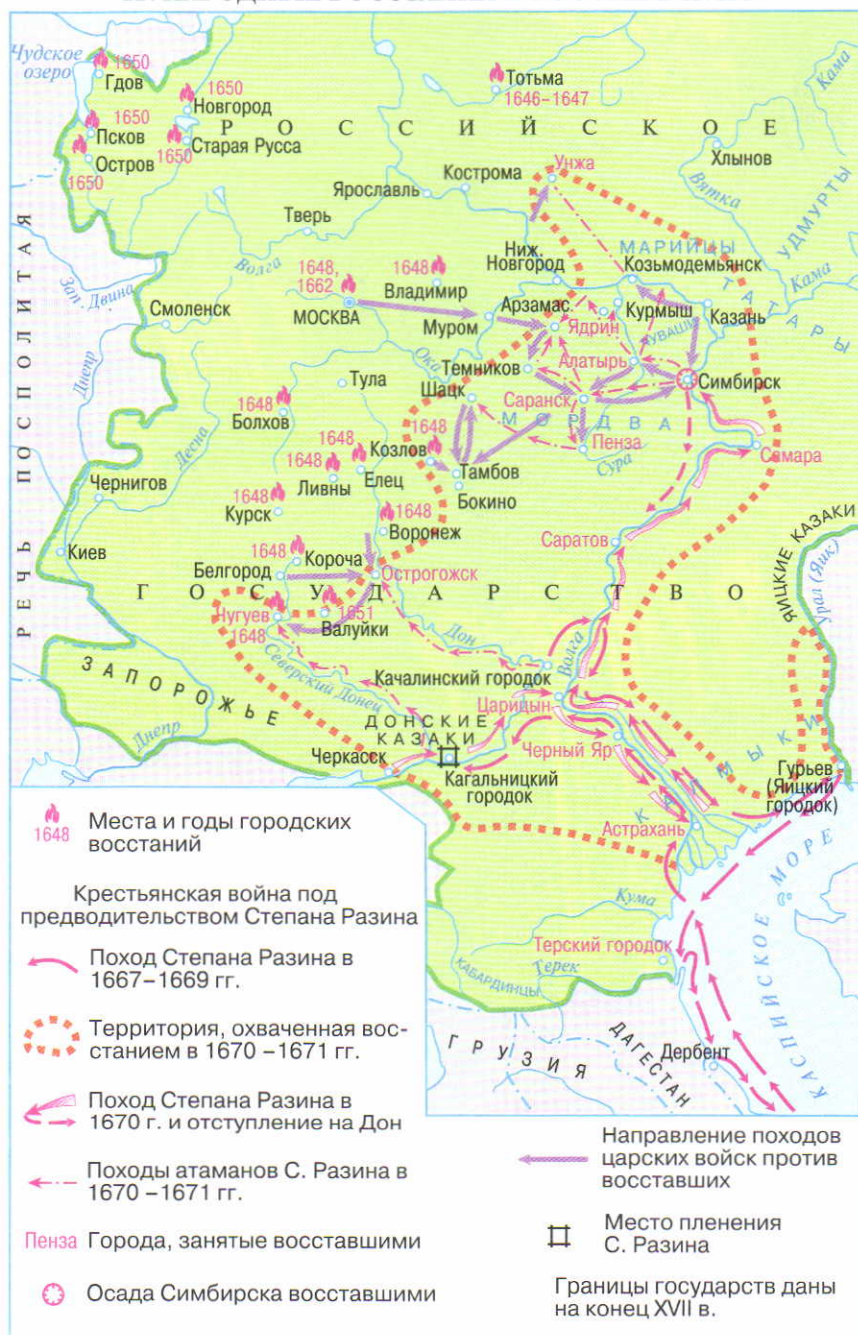 Чудское
озеро
1650
Гдов
1650
Псков
Остров
1650
1650
Новгород
Старая Русса
1650
Тотьма
1646–1647
Кама
РОССИЙСКОЕ
Хлынов
Вятка
УДМУРТЫ
Унжа
Кострома
Ярославль
Тверь
Волга
Ниж.
Новгород
МАРИЙЦЫ
Козьмодемьянск
Кама
ТАТАРЫ
РЕЧЬ ПОСПОЛИТАЯ
Зап. Двина
Смоленск
Днепр
1648,
1662
МОСКВА
1648
Владимир
Муром
Арзамас
Ядрин
Курмыш
Казань
ЧУВАШИ
Ока
Темников
Алатырь
Симбирск
Тула
Шацк
Саранск
МОРДВА
1648
Болхов
Десна
1648
Козлов
Пенза
Сура
Самара
1648
Ливны
1648
Елец
Тамбов
Бокино
Чернигов
1648
Курск
1648
Воронеж
Саратов
Киев
1648
Короча
Белгород
Острогожск
ЯИЦКИЕ КАЗАКИ
Урал (Яик)
ГОСУДАРСТВО
Чугуев
1648
1651
Валуйки
Дон
Волга
Северский Донец
Качалинский городок
ЗАПОРОЖЬЕ
Днепр
Царицын
ДОНСКИЕ
КАЗАКИ
Черкасск
Кагальницкий
городок
Черный Яр
КАЛМЫКИ
Гурьев
(Яицкий
городок)
Астрахань
КАСПИЙСКОЕ МОРЕ
Кума
Терский городок
КАБАРДИНЦЫ
Терек
ГРУЗИЯ
ДАГЕСТАН
Дербент
1648
Места и годы городских
восстаний
Крестьянская война под
предводительством Степана Разина
Поход Степана Разина в
1667–1669 гг.
Территория, охваченная вос-
станием в 1670 –1671 гг.
Поход Степана Разина в
1670 г. и отступление на Дон
Походы атаманов С. Разина в
1670 –1671 гг.
Пенза Города, занятые восставшими
Осада Симбирска восставшими
Направление походов
царских войск против
восставших
Место пленения
С. Разина
Границы государств даны
на конец XVII в.